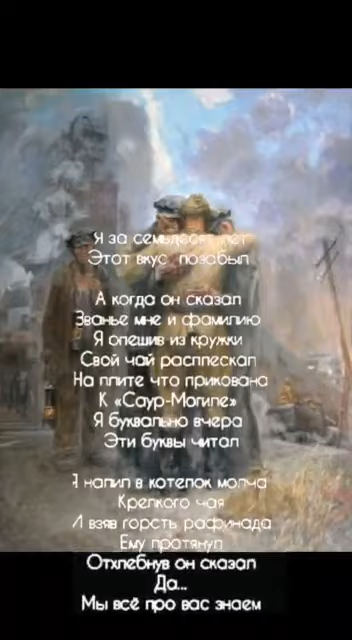 Я за семьдесят лет
Этот вкус позабыл
А когда он сказал
Званье мне и фамилию
Я опешив из кружки
Свой чай расплескал
На плите что прикована
К «Саур-Могиле»
Я буквально вчера
Эти буквы читал
Я налил в котелок молча
Крепкого чая
И взяв горсть рафинада
Ему протянул
Отхлебнув он сказал
Да...
Мы всё про вас знаем